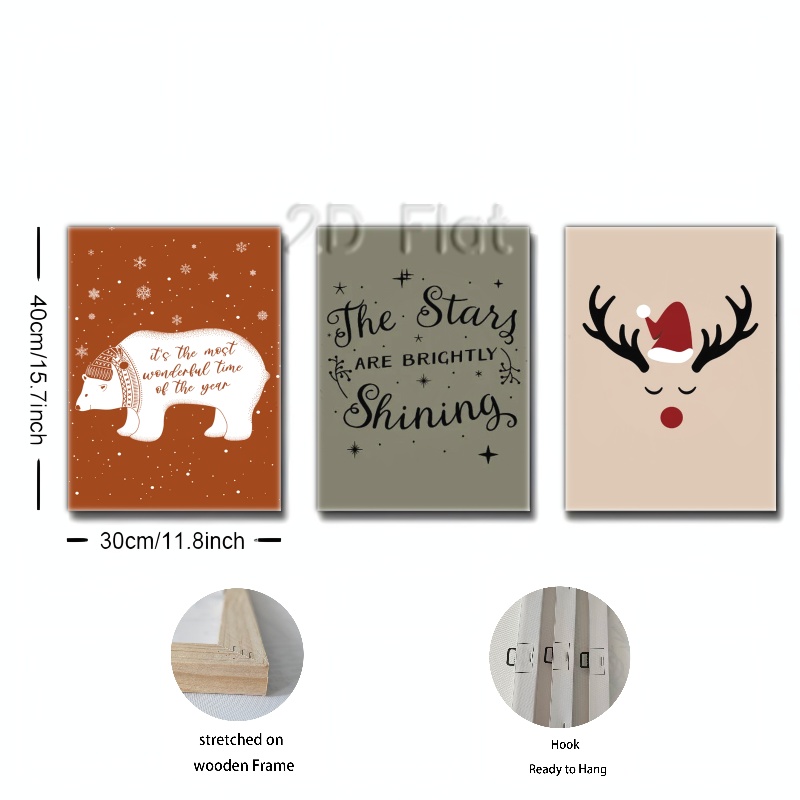 2D Flat
40cm/15.7inch
it's the most
wonderful time
of the year
The Stars
ARE BRIGHTLY
Shining
30cm/11.8inch
stretched on
wooden Frame
Hook
Ready to Hang